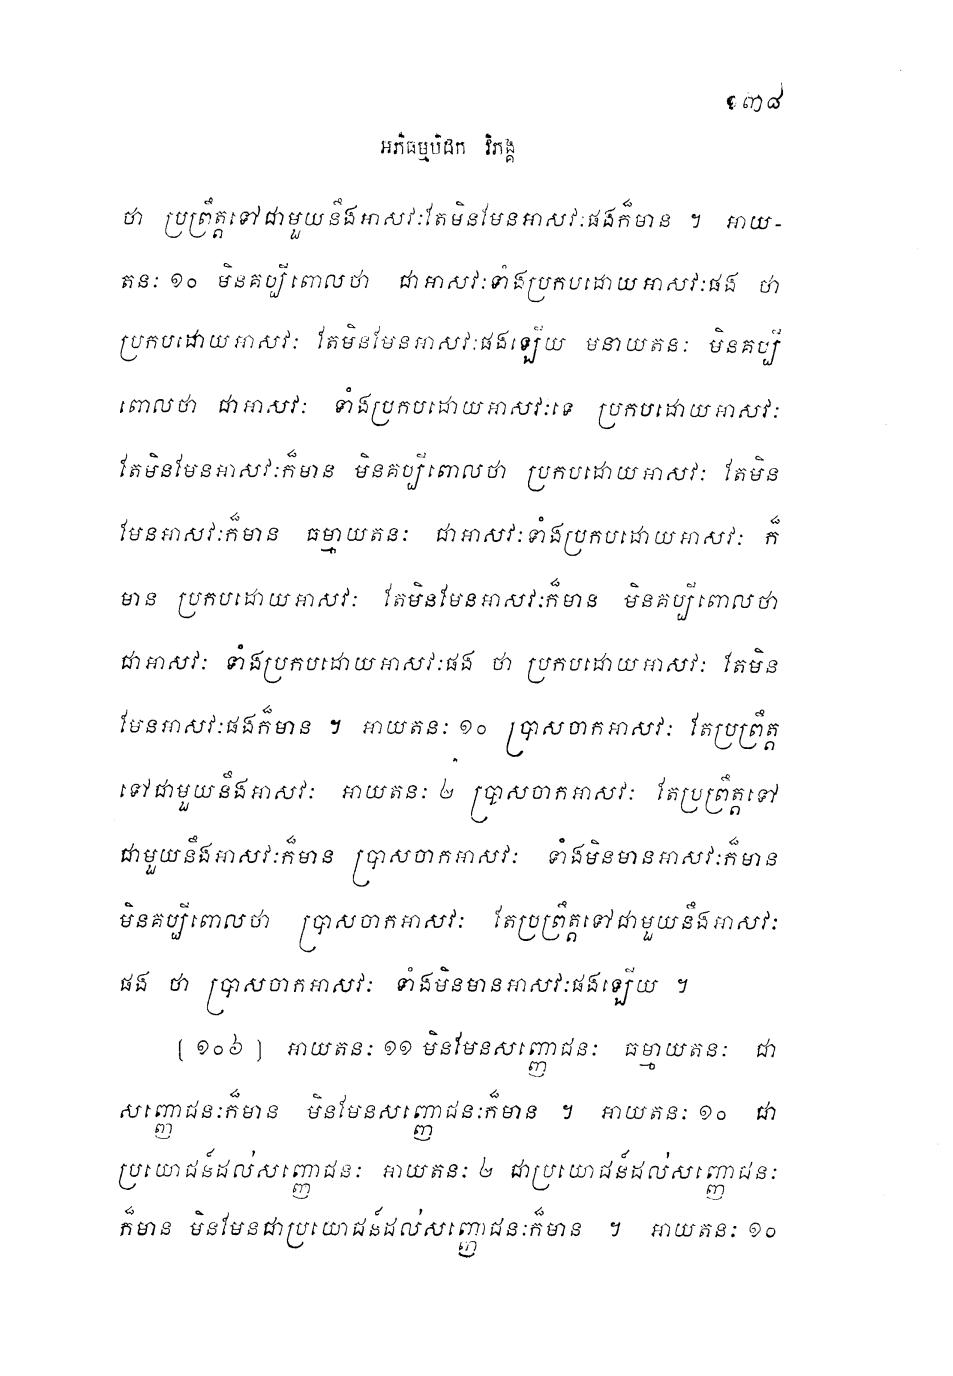 ១៣៨
អភិធម្មបិដក វិភង្គ
ថា ប្រព្រឹត្តទៅជាមួយនឹងអាសវៈតែមិនមែនអាសវៈផងក៏មាន ។ អាយ-
តនៈ ១០ មិនគប្បីពោលថា ជាអាសវៈទាំងប្រកបដោយអាសវៈផង ថា
ប្រកបដោយអាសវៈ តែមិនមែនអាសវៈផងឡើយ មនាយតនៈ មិនគប្បី
ពោលថា ជាអាសវៈ ទាំងប្រកបដោយអាសវៈទេ ប្រកបដោយអាសវៈ
តែមិនមែនអាសវៈក៏មាន មិនគប្បីពោលថា ប្រកបដោយអាសវៈ តែមិន
មែនអាសវៈក៏មាន ធម្មាយតនៈ ជាអាសវៈទាំងប្រកបដោយអាសវៈ ក៏
មាន ប្រកបដោយអាសវៈ តែមិនមែនអាសវៈក៏មាន មិនគប្បីពោលថា
ជាអាសវៈ ទាំងប្រកបដោយអាសវៈផង ថា ប្រកបដោយអាសវៈ តែមិន
មែនអាសវៈផងក៏មាន ។ អាយតនៈ ១០ ប្រាសចាកអាសវៈ តែប្រព្រឹត្ត
ទៅជាមួយនឹងអាសវៈ អាយតនៈ ២ ប្រាសចាកអាសវៈ តែប្រព្រឹត្តទៅ
ជាមួយនឹងអាសវៈក៏មាន ប្រាសចាកអាសវៈ ទាំងមិនមានអាសវៈក៏មាន
មិនគប្បីពោលថា ប្រាសចាកអាសវៈ តែប្រព្រឹត្តទៅជាមួយនឹងអាសវៈ
ផង ថា ប្រាសចាកអាសវៈ ទាំងមិនមានអាសវៈផងឡើយ ។
[ ១០៦ ] អាយតនៈ ១១ មិនមែនសញ្ញោជនៈ ធម្មាយតនៈ ជា
សញ្ញោជនៈក៏មាន មិនមែនសញ្ញោជនៈក៏មាន ។ អាយតនៈ ១០ ជា
ប្រយោជន៍ដល់សញ្ញោជនៈ អាយតនៈ ២ ជាប្រយោជន៍ដល់សញ្ញោជនៈ
ក៏មាន មិនមែនជាប្រយោជន៍ដល់សញ្ញោជនៈក៏មាន ។ អាយតនៈ ១០